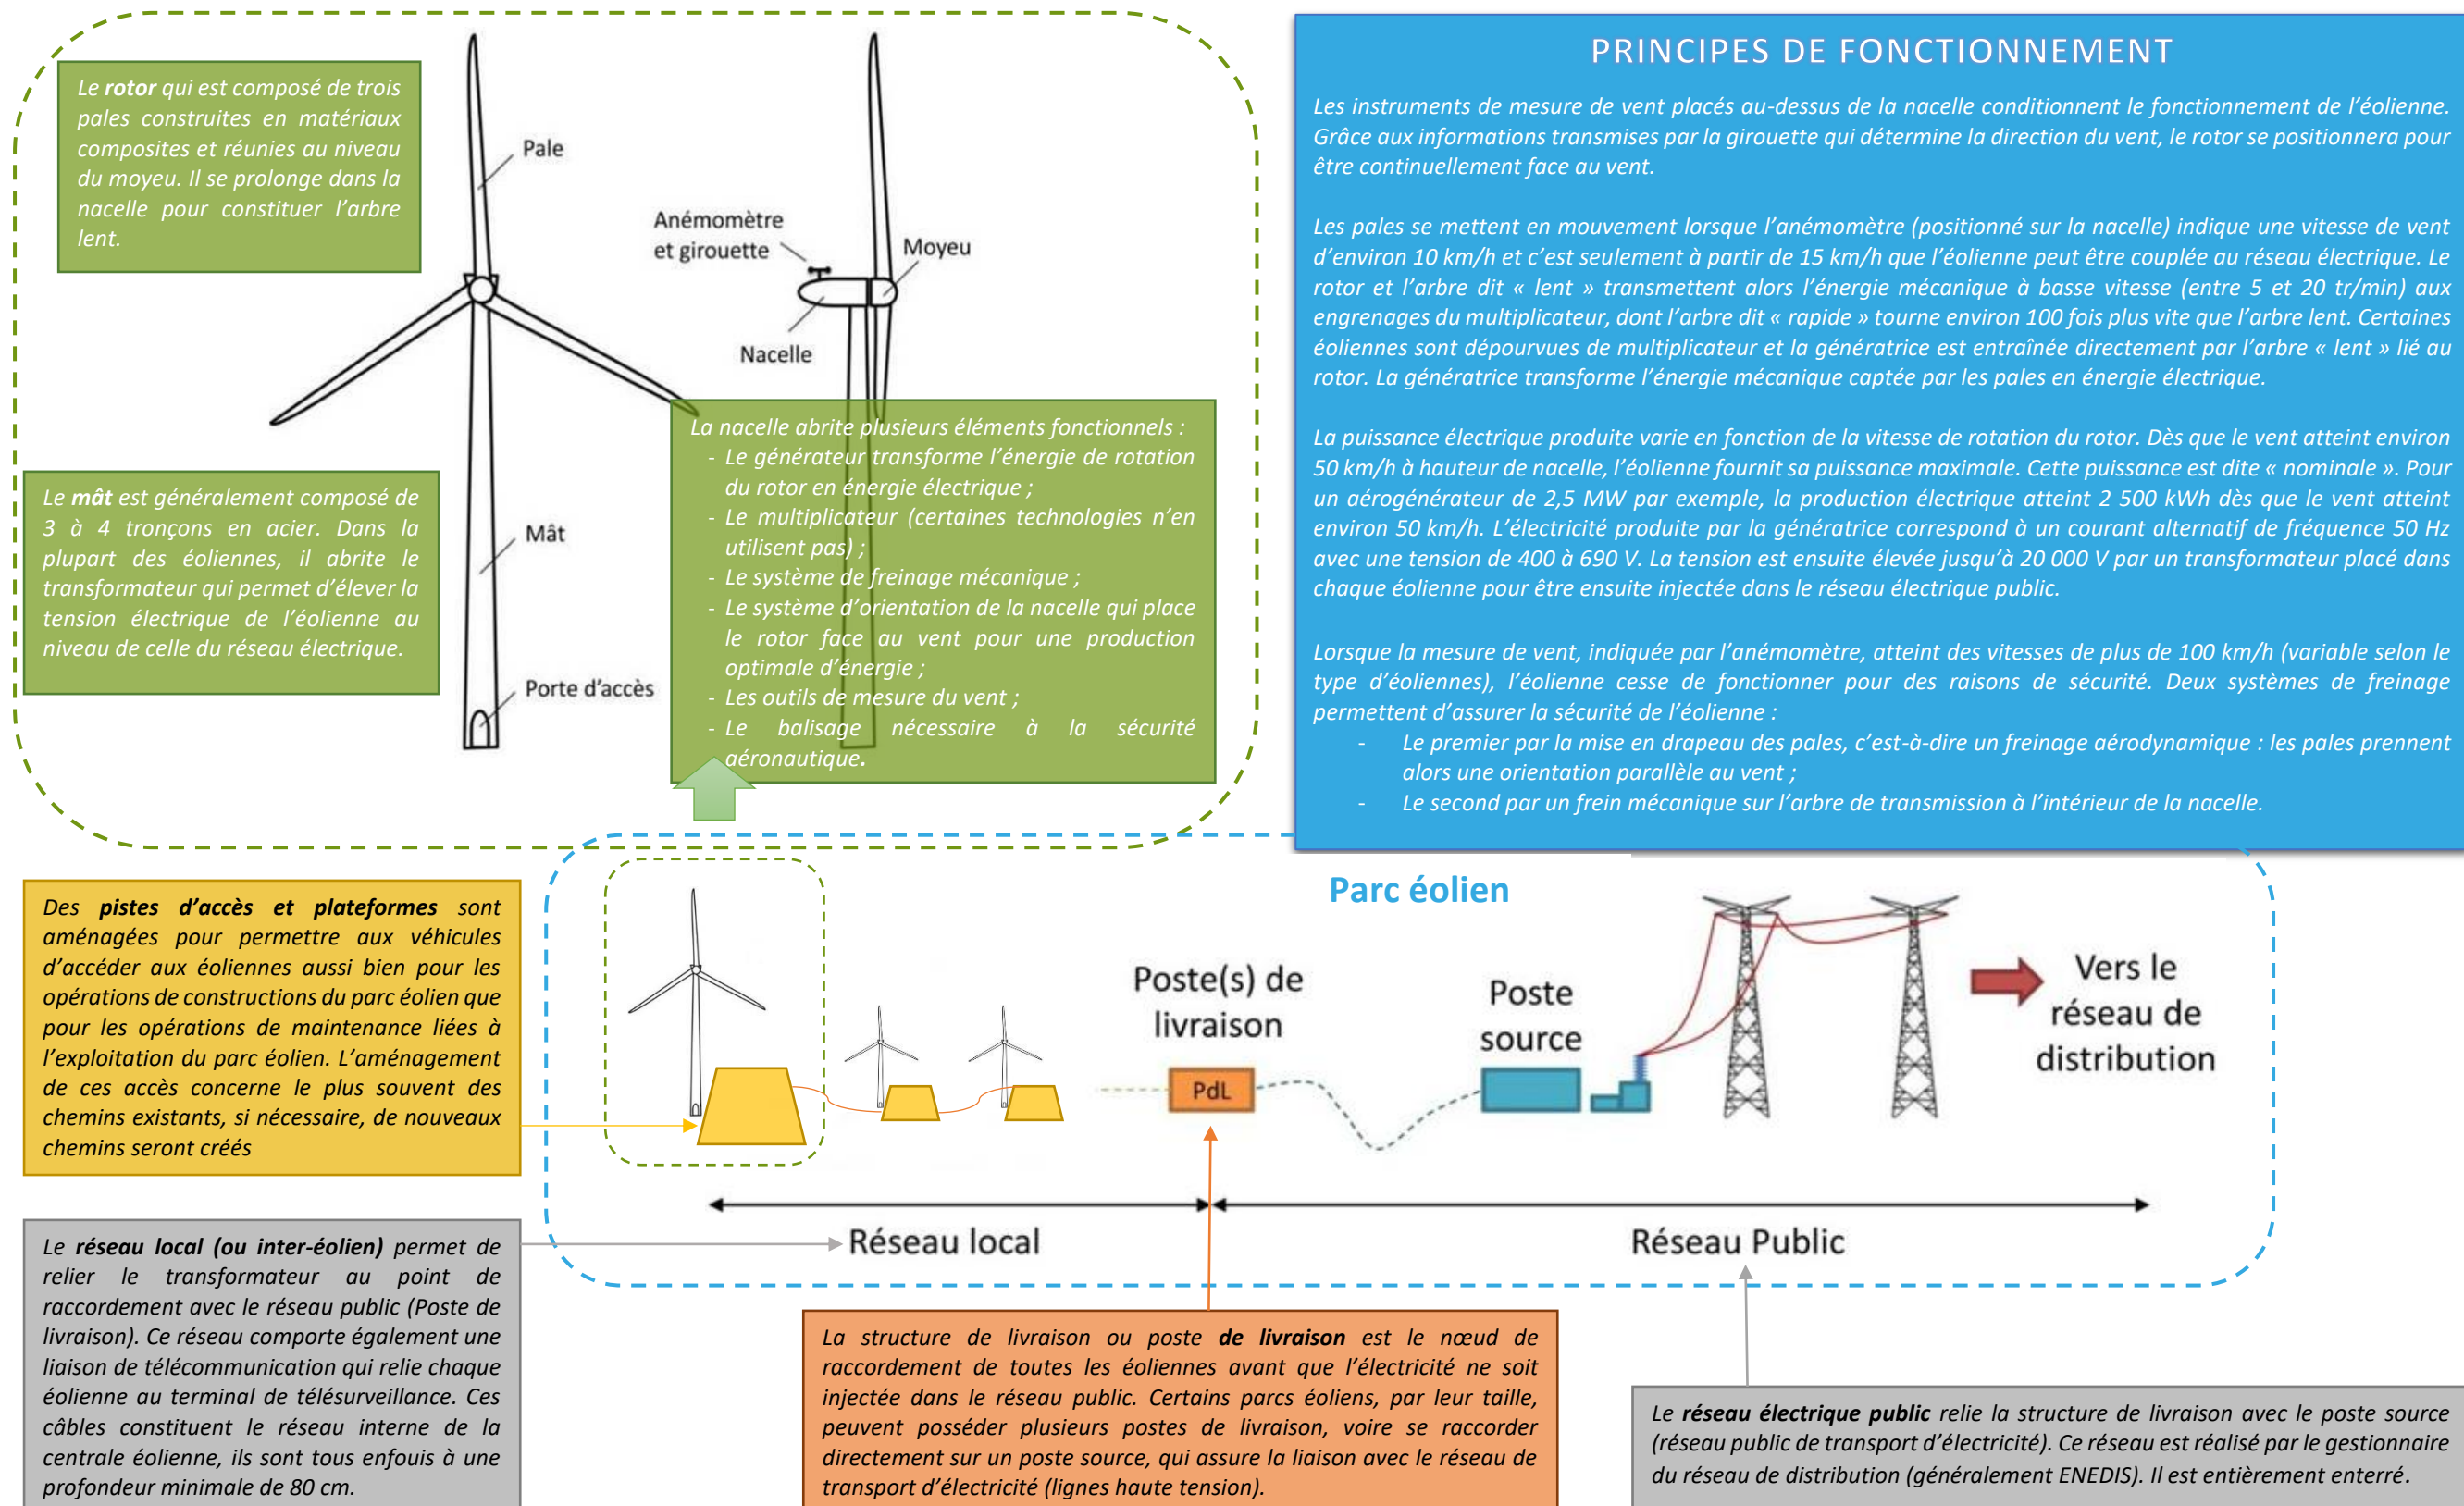 Le rotor qui est composé de trois
pales construites en matériaux
composites et réunies au niveau
du moyeu. Il se prolonge dans la
nacelle pour constituer l’arbre
lent.
Pale
Anémomètre
et girouette
Moyeu
Nacelle
Le mât est généralement composé de
3 à 4 tronçons en acier. Dans la
plupart des éoliennes, il abrite le
transformateur qui permet d’élever la
tension électrique de l’éolienne au
niveau de celle du réseau électrique.
Mât
Porte d’accès
La nacelle abrite plusieurs éléments fonctionnels :
- Le générateur transforme l’énergie de rotation
du rotor en énergie électrique ;
- Le multiplicateur (certaines technologies n’en
utilisent pas) ;
- Le système de freinage mécanique ;
- Le système d’orientation de la nacelle qui place
le rotor face au vent pour une production
optimale d’énergie ;
- Les outils de mesure du vent ;
- Le balisage nécessaire à la sécurité
aéronautique.
PRINCIPES DE FONCTIONNEMENT
Les instruments de mesure de vent placés au-dessus de la nacelle conditionnent le fonctionnement de l’éolienne.
Grâce aux informations transmises par la girouette qui détermine la direction du vent, le rotor se positionnera pour
être continuellement face au vent.
Les pales se mettent en mouvement lorsque l’anémomètre (positionné sur la nacelle) indique une vitesse de vent
d’environ 10 km/h et c’est seulement à partir de 15 km/h que l’éolienne peut être couplée au réseau électrique. Le
rotor et l’arbre dit « lent » transmettent alors l’énergie mécanique à basse vitesse (entre 5 et 20 tr/min) aux
engrenages du multiplicateur, dont l’arbre dit « rapide » tourne environ 100 fois plus vite que l’arbre lent. Certaines
éoliennes sont dépourvues de multiplicateur et la génératrice est entraînée directement par l’arbre « lent » lié au
rotor. La génératrice transforme l’énergie mécanique captée par les pales en énergie électrique.
La puissance électrique produite varie en fonction de la vitesse de rotation du rotor. Dès que le vent atteint environ
50 km/h à hauteur de nacelle, l’éolienne fournit sa puissance maximale. Cette puissance est dite « nominale ». Pour
un aérogénérateur de 2,5 MW par exemple, la production électrique atteint 2 500 kWh dès que le vent atteint
environ 50 km/h. L’électricité produite par la génératrice correspond à un courant alternatif de fréquence 50 Hz
avec une tension de 400 à 690 V. La tension est ensuite élevée jusqu’à 20 000 V par un transformateur placé dans
chaque éolienne pour être ensuite injectée dans le réseau électrique public.
Lorsque la mesure de vent, indiquée par l’anémomètre, atteint des vitesses de plus de 100 km/h (variable selon le
type d’éoliennes), l’éolienne cesse de fonctionner pour des raisons de sécurité. Deux systèmes de freinage
permettent d’assurer la sécurité de l’éolienne :
- Le premier par la mise en drapeau des pales, c’est-à-dire un freinage aérodynamique : les pales prennent
alors une orientation parallèle au vent ;
- Le second par un frein mécanique sur l’arbre de transmission à l’intérieur de la nacelle.
Des pistes d’accès et plateformes sont
aménagées pour permettre aux véhicules
d’accéder aux éoliennes aussi bien pour les
opérations de constructions du parc éolien que
pour les opérations de maintenance liées à
l’exploitation du parc éolien. L’aménagement
de ces accès concerne le plus souvent des
chemins existants, si nécessaire, de nouveaux
chemins seront créés
Parc éolien
Poste(s) de
livraison
PdL
Poste
source
Vers le
réseau de
distribution
Réseau local
Réseau Public
Le réseau local (ou inter-éolien) permet de
relier le transformateur au point de
raccordement avec le réseau public (Poste de
livraison). Ce réseau comporte également une
liaison de télécommunication qui relie chaque
éolienne au terminal de télésurveillance. Ces
câbles constituent le réseau interne de la
centrale éolienne, ils sont tous enfouis à une
profondeur minimale de 80 cm.
La structure de livraison ou poste de livraison est le nœud de
raccordement de toutes les éoliennes avant que l’électricité ne soit
injectée dans le réseau public. Certains parcs éoliens, par leur taille,
peuvent posséder plusieurs postes de livraison, voire se raccorder
directement sur un poste source, qui assure la liaison avec le réseau de
transport d’électricité (lignes haute tension).
Le réseau électrique public relie la structure de livraison avec le poste source
(réseau public de transport d’électricité). Ce réseau est réalisé par le gestionnaire
du réseau de distribution (généralement ENEDIS). Il est entièrement enterré.